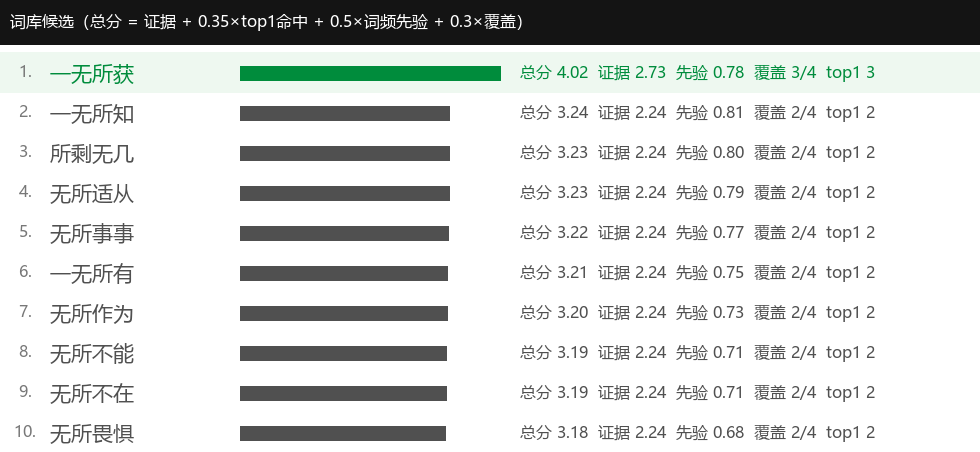 词库候选（总分 = 证据 + 0.35×top1命中 + 0.5×词频先验 + 0.3×覆盖）
1. 一无所获 总分 4.02 证据 2.73 先验 0.78 覆盖 3/4 top1 3
2. 一无所知 总分 3.24 证据 2.24 先验 0.81 覆盖 2/4 top1 2
3. 所剩无几 总分 3.23 证据 2.24 先验 0.80 覆盖 2/4 top1 2
4. 无所适从 总分 3.23 证据 2.24 先验 0.79 覆盖 2/4 top1 2
5. 无所事事 总分 3.22 证据 2.24 先验 0.77 覆盖 2/4 top1 2
6. 一无所有 总分 3.21 证据 2.24 先验 0.75 覆盖 2/4 top1 2
7. 无所作为 总分 3.20 证据 2.24 先验 0.73 覆盖 2/4 top1 2
8. 无所不能 总分 3.19 证据 2.24 先验 0.71 覆盖 2/4 top1 2
9. 无所不在 总分 3.19 证据 2.24 先验 0.71 覆盖 2/4 top1 2
10. 无所畏惧 总分 3.18 证据 2.24 先验 0.68 覆盖 2/4 top1 2